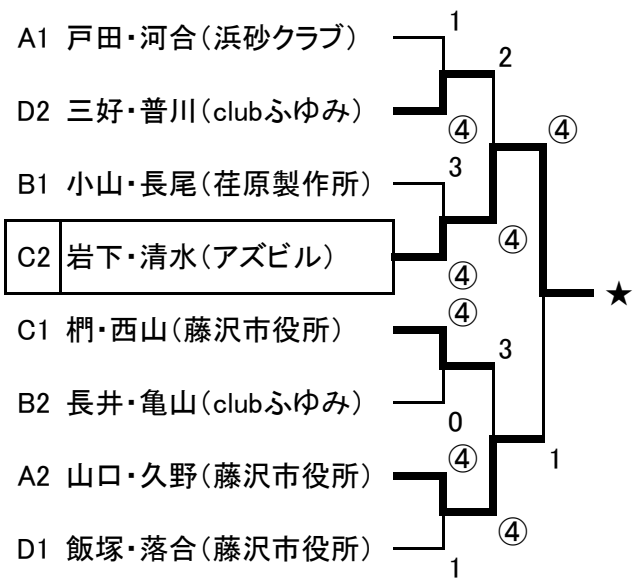 A1 戸田・河合(浜砂クラブ) 1
2
D2 三好・普川(clubふゆみ) ④ ④
B1 小山・長尾(荏原製作所) 3
④
C2 岩下・清水(アズビル) ④
★
C1 椚・西山(藤沢市役所) ④
3
B2 長井・亀山(clubふゆみ) 0
A2 山口・久野(藤沢市役所) ④ 1
④
D1 飯塚・落合(藤沢市役所) 1